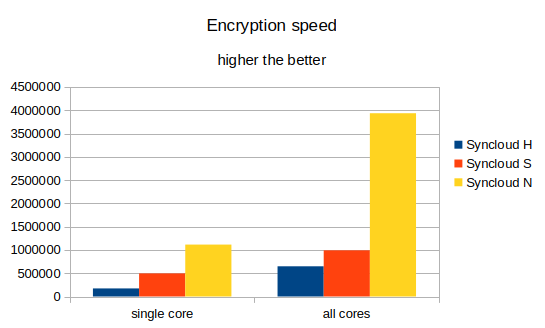 Encryption speed
higher the better
4500000
4000000
3500000
3000000
2500000
2000000
1500000
1000000
500000
0
single core
all cores
Syncloud H
Syncloud S
Syncloud N